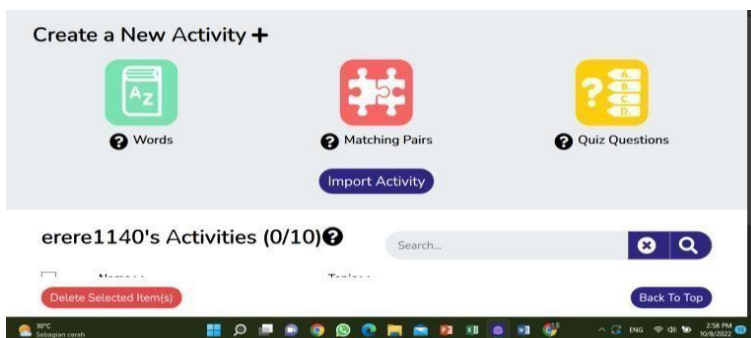 Create a New Activity +
A Z
?
A.
B.
C.
D.
? Words
? Matching Pairs
? Quiz Questions
Import Activity
erere1140's Activities (0/10)?
Search...
Delete Selected Item(s)
Back To Top
30°C
Sebagian cerah
ENG
2:58 PM
10/8/2022